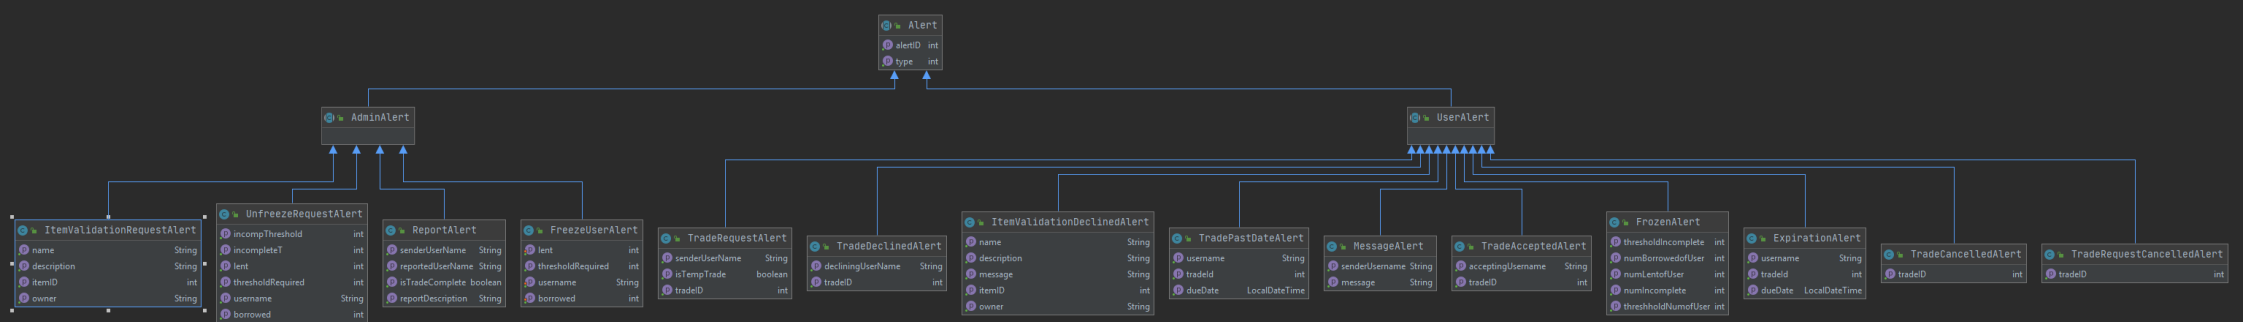 Alert
alertID int
type int
AdminAlert
UserAlert
ItemValidationRequestAlert
name String
description String
itemID int
owner String
UnfreezeRequestAlert
incompThreshold int
incompleteT int
lent int
thresholdRequired int
username String
borrowed int
ReportAlert
senderUserName String
reportedUserName String
isTradeComplete boolean
reportDescription String
FreezeUserAlert
lent int
thresholdRequired int
username String
borrowed int
TradeRequestAlert
senderUserName String
isTempTrade boolean
tradeID int
TradeDeclinedAlert
decliningUserName String
tradeID int
ItemValidationDeclinedAlert
name String
description String
message String
itemID int
owner String
TradePastDateAlert
username String
tradeId int
dueDate LocalDateTime
MessageAlert
senderUsername String
message String
TradeAcceptedAlert
acceptingUsername String
tradeID int
FrozenAlert
thresholdIncomplete int
numBorrowedofUser int
numLentofUser int
numIncomplete int
threshholdNumofUser int
ExpirationAlert
username String
tradeId int
dueDate LocalDateTime
TradeCancelledAlert
tradeID int
TradeRequestCancelledAlert
tradeID int